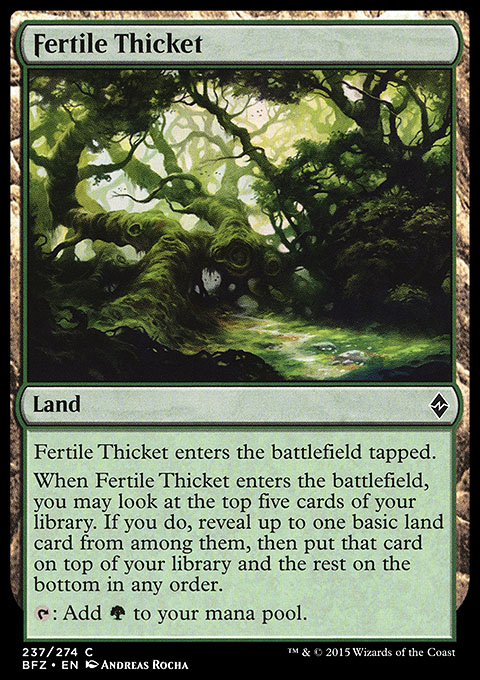 Fertile Thicket
Land
Fertile Thicket enters the battlefield tapped.
When Fertile Thicket enters the battlefield,
you may look at the top five cards of your
library. If you do, reveal up to one basic land
card from among them, then put that card
on top of your library and the rest on the
bottom in any order.
: Add to your mana pool.
237/274 C
BFZ • EN Andreas Rocha
™ & © 2015 Wizards of the Coast